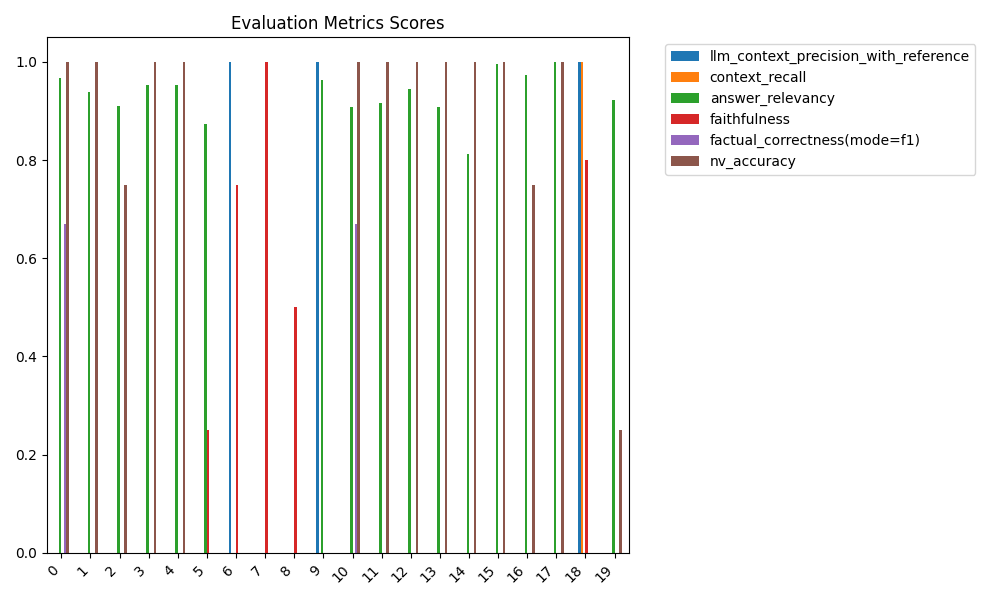 Evaluation Metrics Scores
llm_context_precision_with_reference
context_recall
answer_relevancy
faithfulness
factual_correctness(mode=f1)
nv_accuracy
1.0
0.8
0.6
0.4
0.2
0.0
0 1 2 3 4 5 6 7 8 9 10 11 12 13 14 15 16 17 18 19